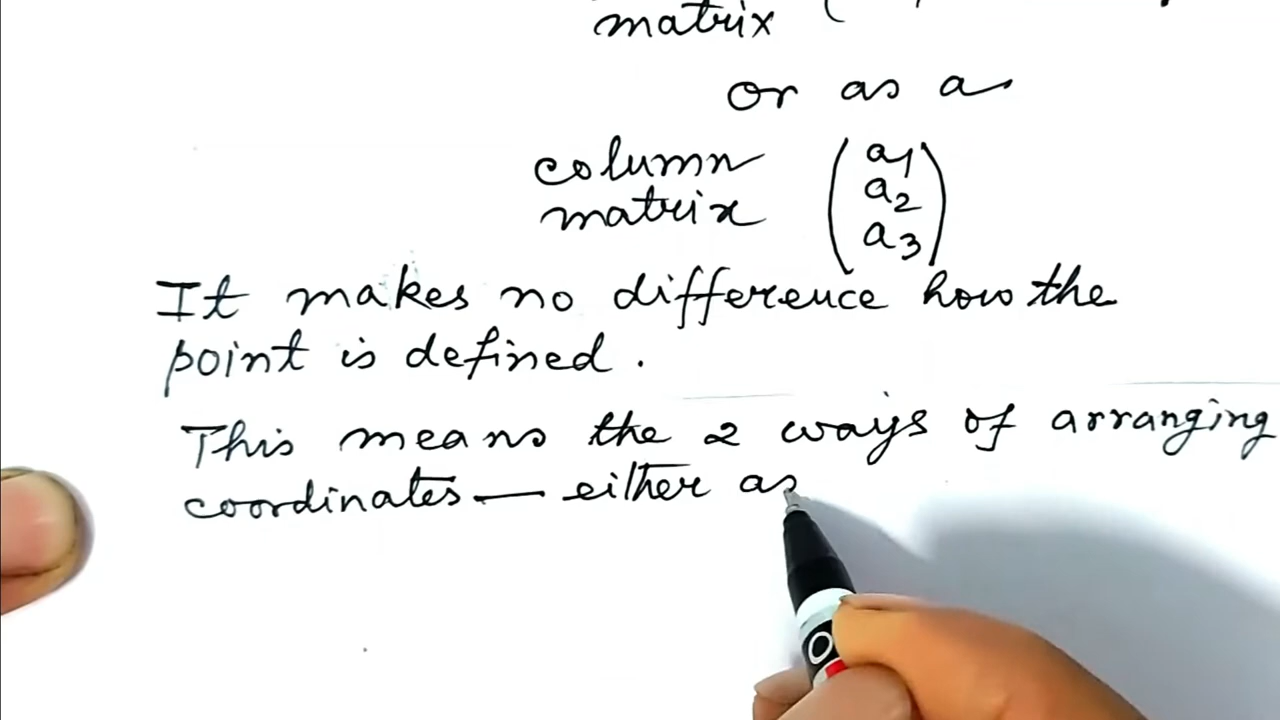 matrix (
or as a
column
matrix
(a1
a2
a3)
It makes no difference how the
point is defined.
This means the 2 ways of arranging
coordinates — either as